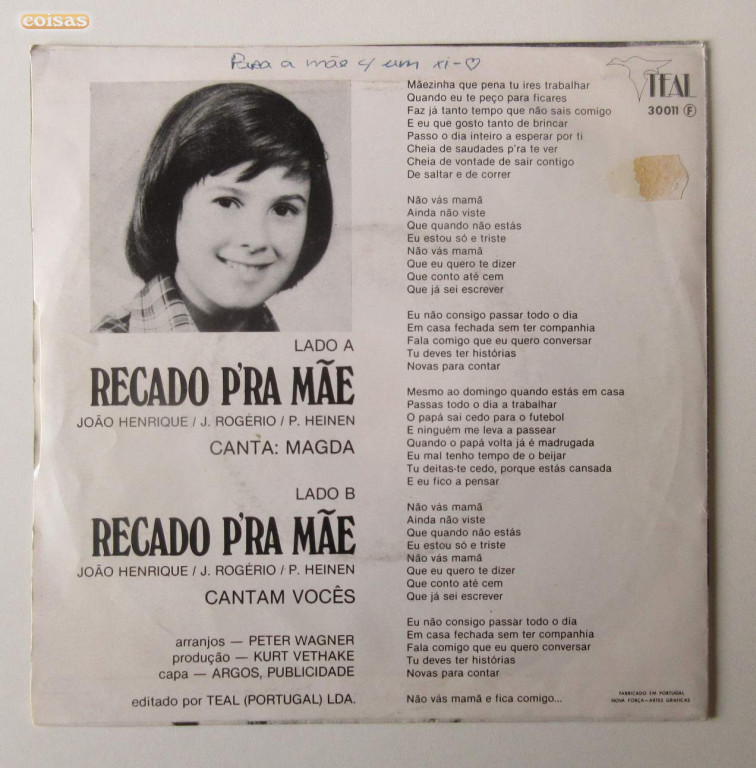 coisas
Para a mãe c/ um xi-♡
TEAL
30011 F
LADO A
RECADO P'RA MÃE
JOÃO HENRIQUE / J. ROGÉRIO / P. HEINEN
CANTA: MAGDA
LADO B
RECADO P'RA MÃE
JOÃO HENRIQUE / J. ROGÉRIO / P. HEINEN
CANTAM VOCÊS
arranjos — PETER WAGNER
produção — KURT VETHAKE
capa — ARGOS, PUBLICIDADE
editado por TEAL (PORTUGAL) LDA.
Mãezinha que pena tu ires trabalhar
Quando eu te peço para ficares
Faz já tanto tempo que não sais comigo
E eu que gosto tanto de brincar
Passo o dia inteiro a esperar por ti
Cheia de saudades p'ra te ver
Cheia de vontade de sair contigo
De saltar e de correr
Não vás mamã
Ainda não viste
Que quando não estás
Eu estou só e triste
Não vás mamã
Que eu quero te dizer
Que conto até cem
Que já sei escrever
Eu não consigo passar todo o dia
Em casa fechada sem ter companhia
Fala comigo que eu quero conversar
Tu deves ter histórias
Novas para contar
Mesmo ao domingo quando estás em casa
Passas todo o dia a trabalhar
O papá sai cedo para o futebol
E ninguém me leva a passear
Quando o papá volta já é madrugada
Eu mal tenho tempo de o beijar
Tu deitas-te cedo, porque estás cansada
E eu fico a pensar
Não vás mamã
Ainda não viste
Que quando não estás
Eu estou só e triste
Não vás mamã
Que eu quero te dizer
Que conto até cem
Que já sei escrever
Eu não consigo passar todo o dia
Em casa fechada sem ter companhia
Fala comigo que eu quero conversar
Tu deves ter histórias
Novas para contar
Não vás mamã e fica comigo...
FABRICADO EM PORTUGAL
NOVA FORÇA—ARTES GRAFICAS